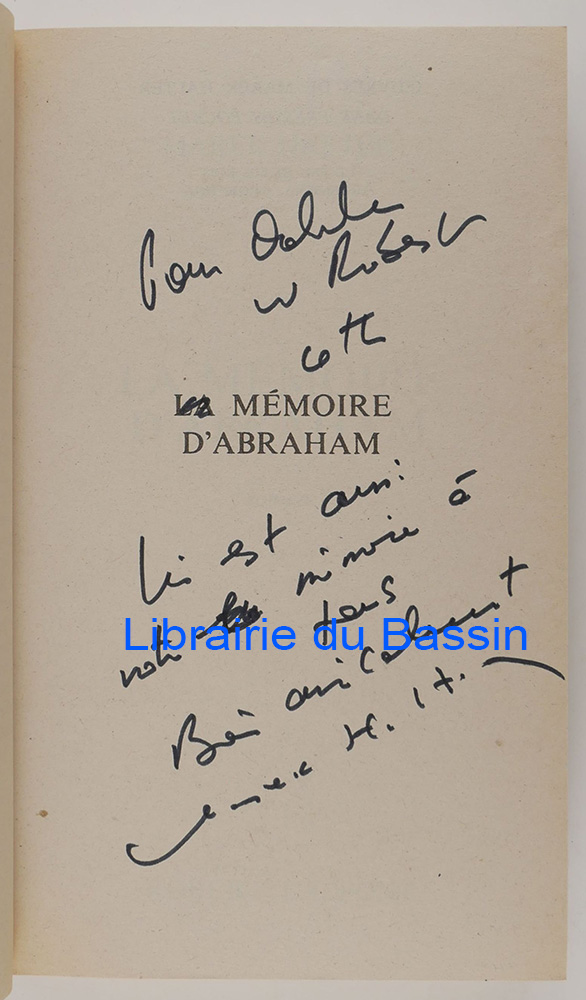 Pour Odile
et Robert
cette
LA MÉMOIRE
D'ABRAHAM
qui est aussi
notre mémoire à
tous
Librairie du Bassin
Bien amicalement
Marek H.